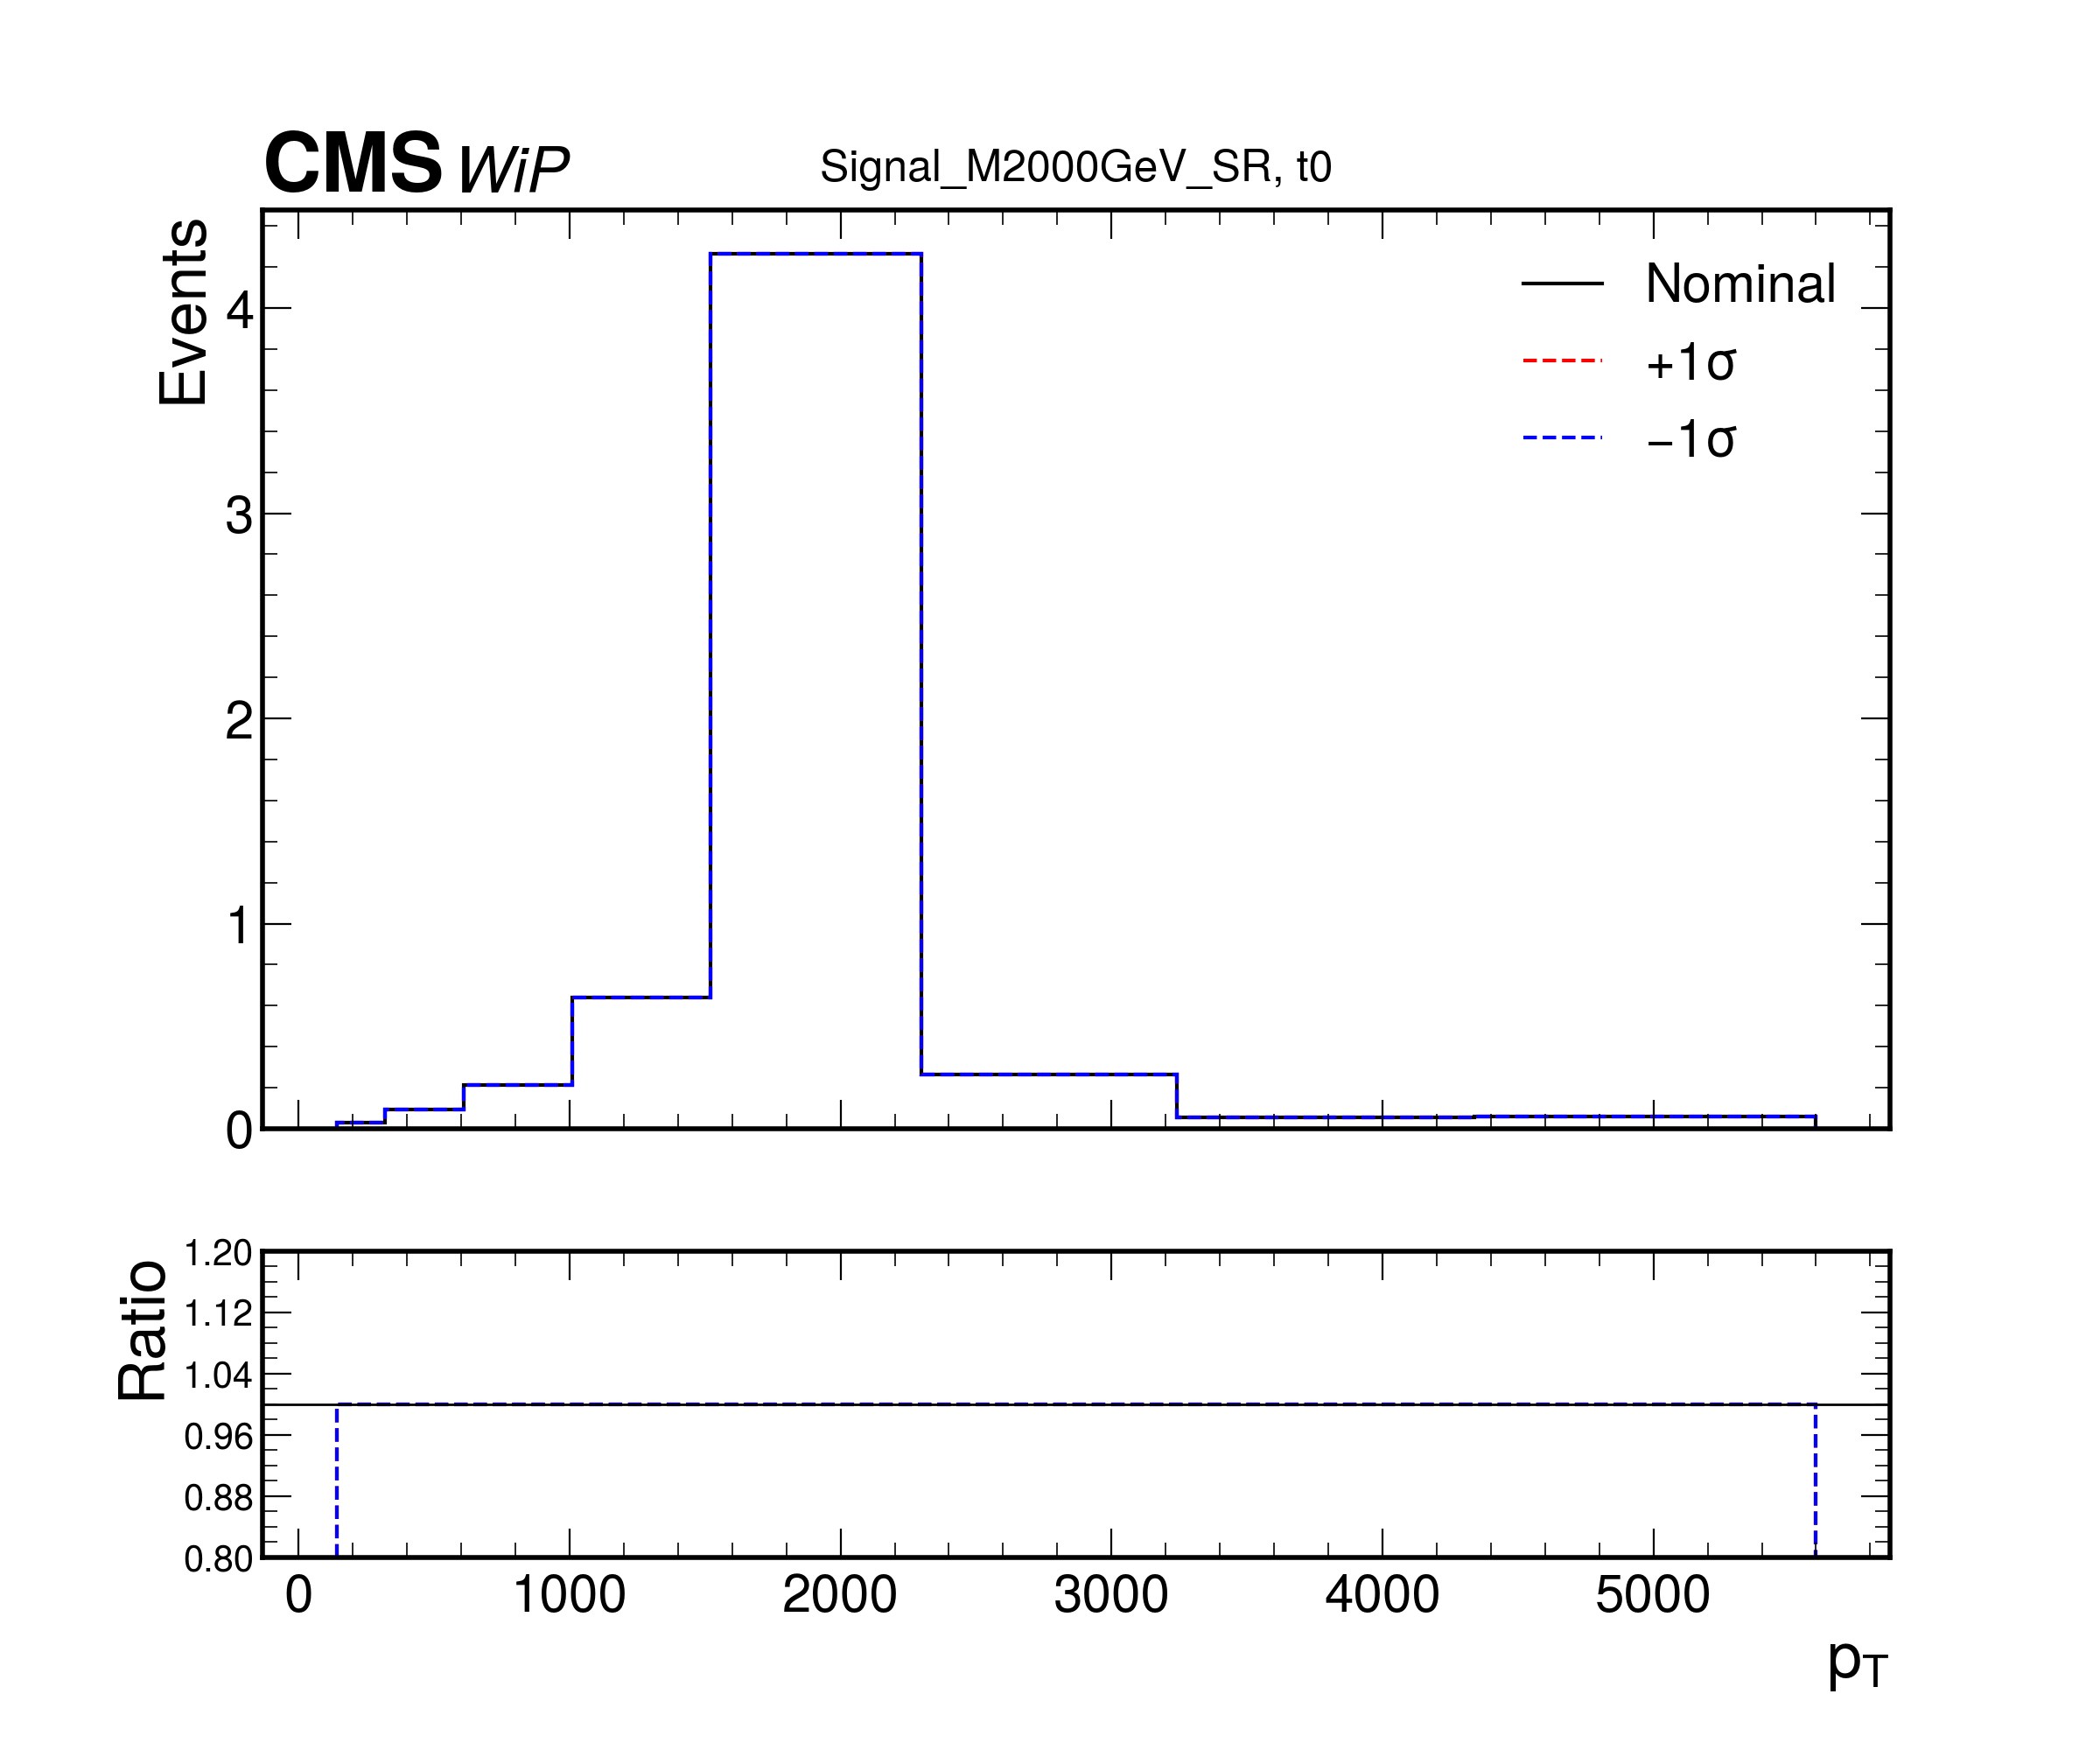 CMS WiP
Signal_M2000GeV_SR, t0
Events
4
3
2
1
0
Nominal
+1σ
−1σ
Ratio
1.20
1.12
1.04
0.96
0.88
0.80
0 1000 2000 3000 4000 5000
pT